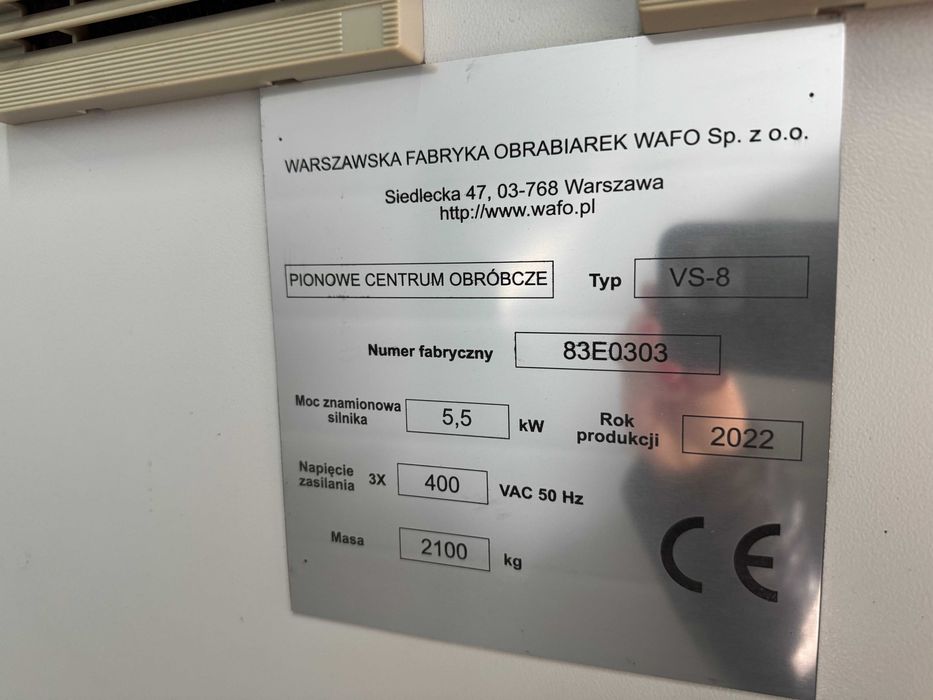 WARSZAWSKA FABRYKA OBRABIAREK WAFO Sp. z o.o.
Siedlecka 47, 03-768 Warszawa
http://www.wafo.pl
PIONOWE CENTRUM OBRÓBCZE Typ VS-8
Numer fabryczny 83E0303
Moc znamionowa
silnika 5,5 kW
Rok
produkcji 2022
Napięcie
zasilania 3X 400 VAC 50 Hz
Masa 2100 kg
CE